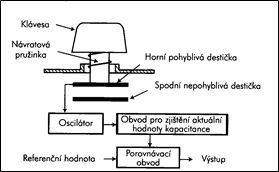 Klávesa
Návratová
pružinka
Horní pohyblivá destička
Spodní nepohyblivá destička
Oscilátor
Obvod pro zjištění aktuální
hodnoty kapacitance
Referenční hodnota
Porovnávací
obvod
Výstup